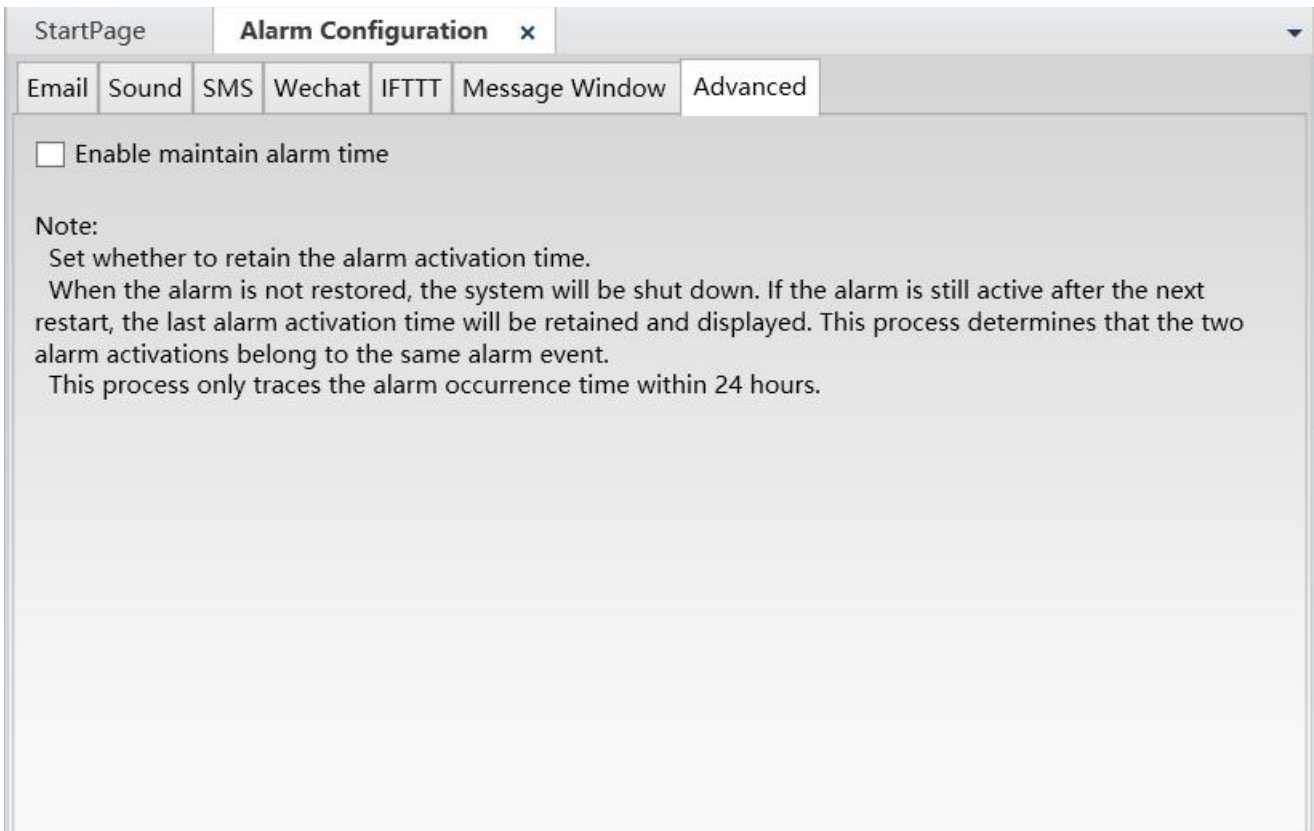 StartPage Alarm Configuration x
Email Sound SMS Wechat IFTTT Message Window Advanced
Enable maintain alarm time
Note:
Set whether to retain the alarm activation time.
When the alarm is not restored, the system will be shut down. If the alarm is still active after the next
restart, the last alarm activation time will be retained and displayed. This process determines that the two
alarm activations belong to the same alarm event.
This process only traces the alarm occurrence time within 24 hours.